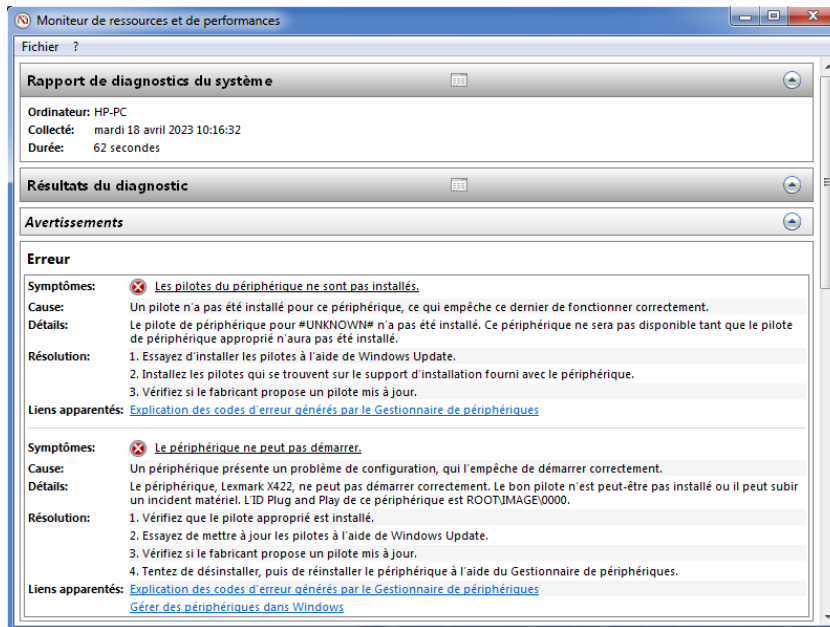 Moniteur de ressources et de performances
Fichier ?
Rapport de diagnostics du système
Ordinateur: HP-PC
Collecté: mardi 18 avril 2023 10:16:32
Durée: 62 secondes
Résultats du diagnostic
Avertissements
Erreur
Symptômes: Les pilotes du périphérique ne sont pas installés.
Cause: Un pilote n'a pas été installé pour ce périphérique, ce qui empêche ce dernier de fonctionner correctement.
Détails: Le pilote de périphérique pour #UNKNOWN# n'a pas été installé. Ce périphérique ne sera pas disponible tant que le pilote
de périphérique approprié n'aura pas été installé.
Résolution: 1. Essayez d'installer les pilotes à l'aide de Windows Update.
2. Installez les pilotes qui se trouvent sur le support d'installation fourni avec le périphérique.
3. Vérifiez si le fabricant propose un pilote mis à jour.
Liens apparentés: Explication des codes d'erreur générés par le Gestionnaire de périphériques
Symptômes: Le périphérique ne peut pas démarrer.
Cause: Un périphérique présente un problème de configuration, qui l'empêche de démarrer correctement.
Détails: Le périphérique, Lexmark X422, ne peut pas démarrer correctement. Le bon pilote n'est peut-être pas installé ou il peut subir
un incident matériel. L'ID Plug and Play de ce périphérique est ROOT\IMAGE\0000.
Résolution: 1. Vérifiez que le pilote approprié est installé.
2. Essayez de mettre à jour les pilotes à l'aide de Windows Update.
3. Vérifiez si le fabricant propose un pilote mis à jour.
4. Tentez de désinstaller, puis de réinstaller le périphérique à l'aide du Gestionnaire de périphériques.
Liens apparentés: Explication des codes d'erreur générés par le Gestionnaire de périphériques
Gérer des périphériques dans Windows